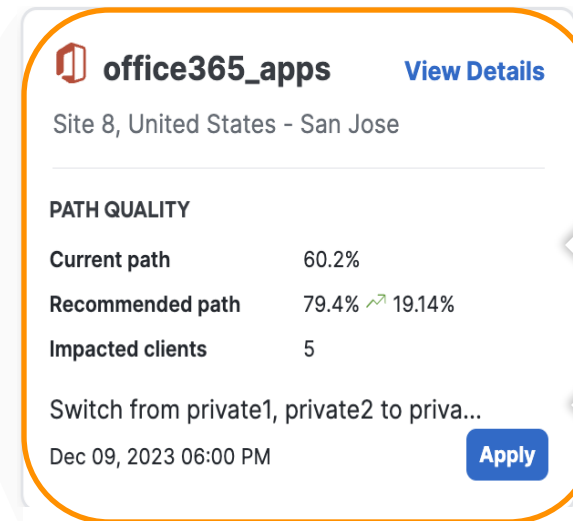 office365_apps View Details
Site 8, United States - San Jose
PATH QUALITY
Current path 60.2%
Recommended path 79.4% 19.14%
Impacted clients 5
Switch from private1, private2 to priva...
Dec 09, 2023 06:00 PM Apply